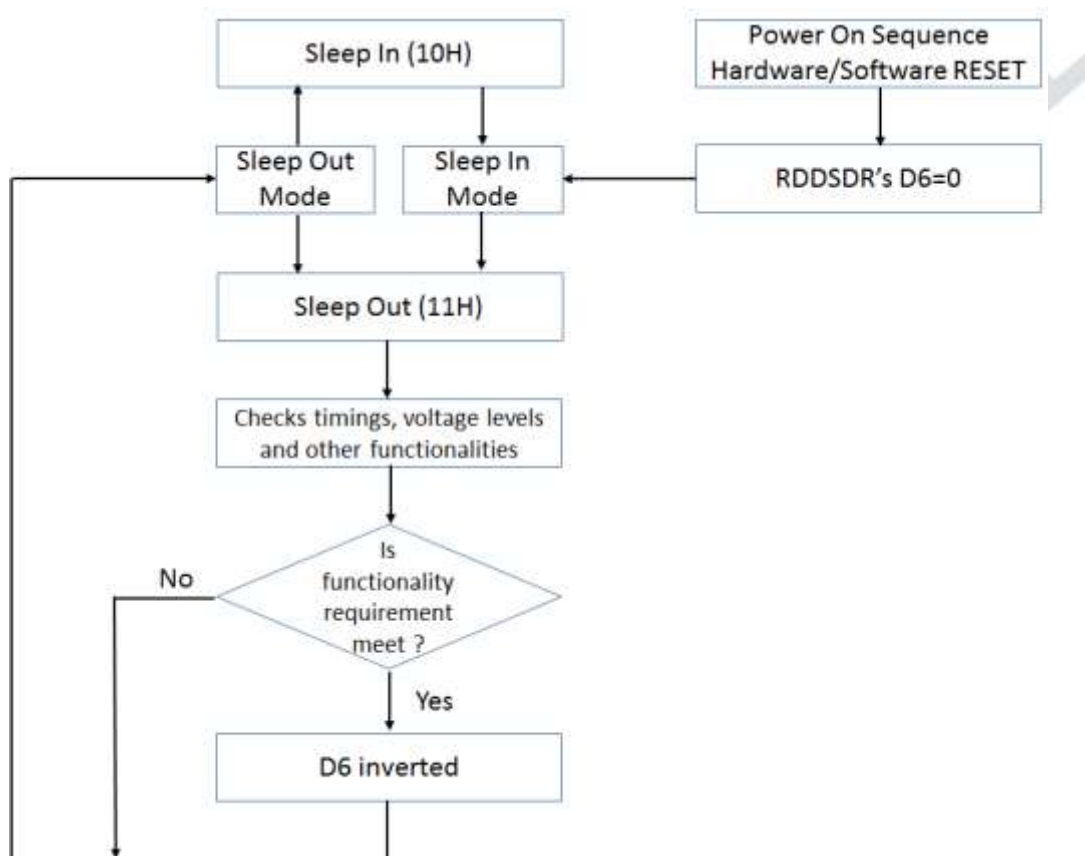 Sleep In (10H)
Power On Sequence
Hardware/Software RESET
Sleep Out
Mode
Sleep In
Mode
RDDSDR’s D6=0
Sleep Out (11H)
Checks timings, voltage levels
and other functionalities
Is
functionality
requirement
meet ?
No
Yes
D6 inverted